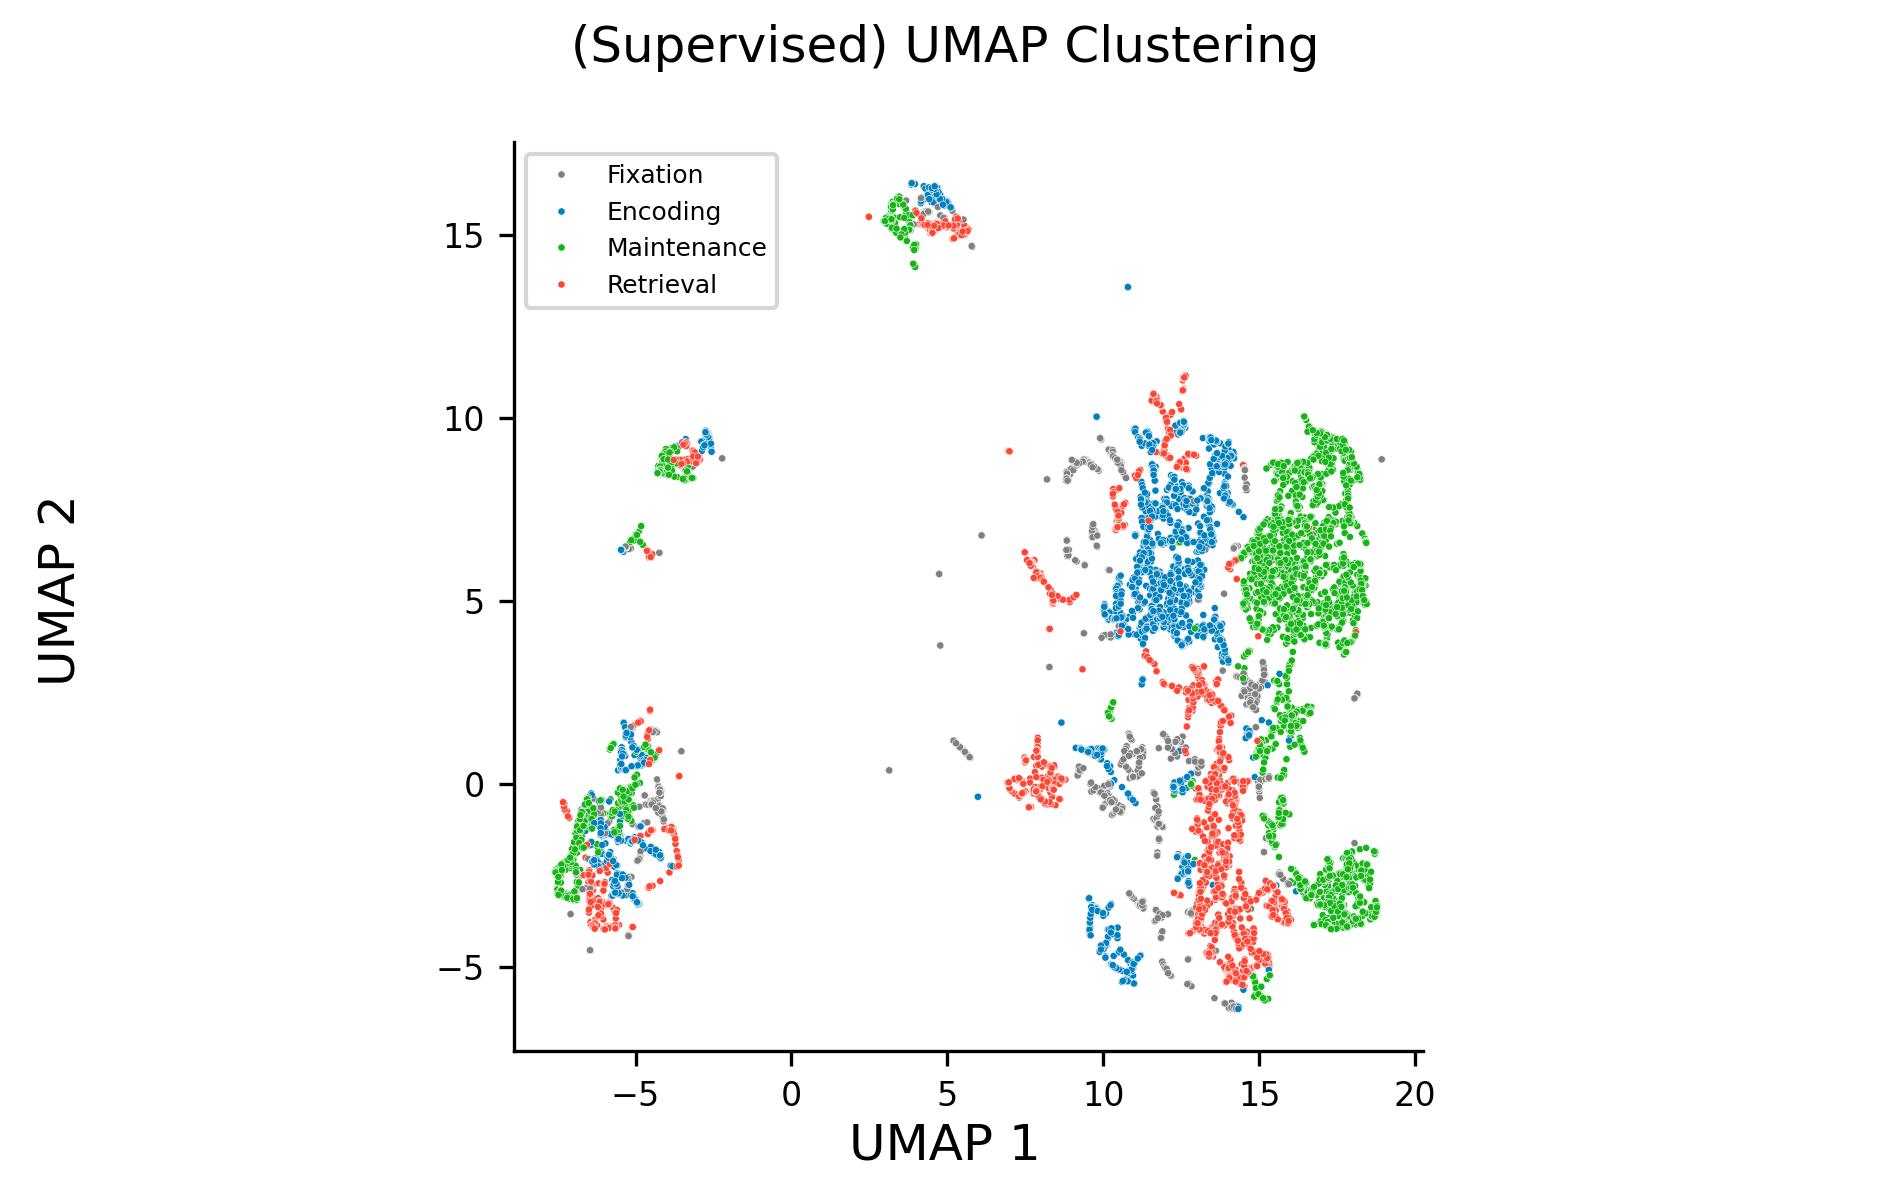 (Supervised) UMAP Clustering
Fixation
Encoding
Maintenance
Retrieval
UMAP 2
15
10
5
0
−5
−5 0 5 10 15 20
UMAP 1